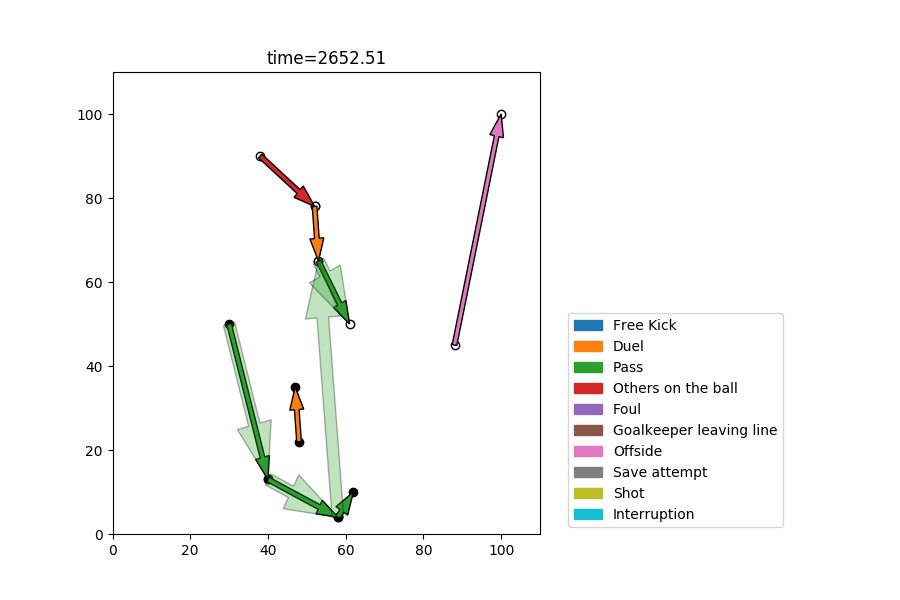 time=2652.51
100
80
60
40
20
0
0 20 40 60 80 100
Free Kick
Duel
Pass
Others on the ball
Foul
Goalkeeper leaving line
Offside
Save attempt
Shot
Interruption